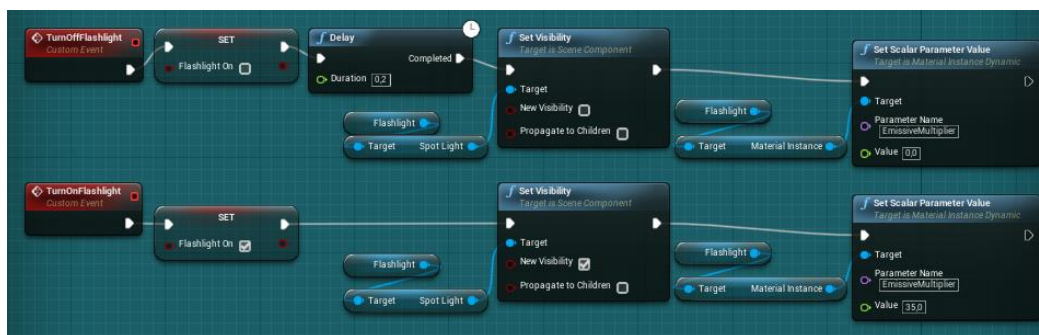 TurnOffFlashlight
Custom Event
SET
Flashlight On
Delay
Completed
Duration 0,2
Set Visibility
Target is Scene Component
Target
New Visibility
Propagate to Children
Flashlight
Target Spot Light
Flashlight
Target Material Instance
Set Scalar Parameter Value
Target is Material Instance Dynamic
Target
Parameter Name
EmissiveMultiplier
Value 0,0
TurnOnFlashlight
Custom Event
SET
Flashlight On
Set Visibility
Target is Scene Component
Target
New Visibility
Propagate to Children
Flashlight
Target Spot Light
Flashlight
Target Material Instance
Set Scalar Parameter Value
Target is Material Instance Dynamic
Target
Parameter Name
EmissiveMultiplier
Value 35,0